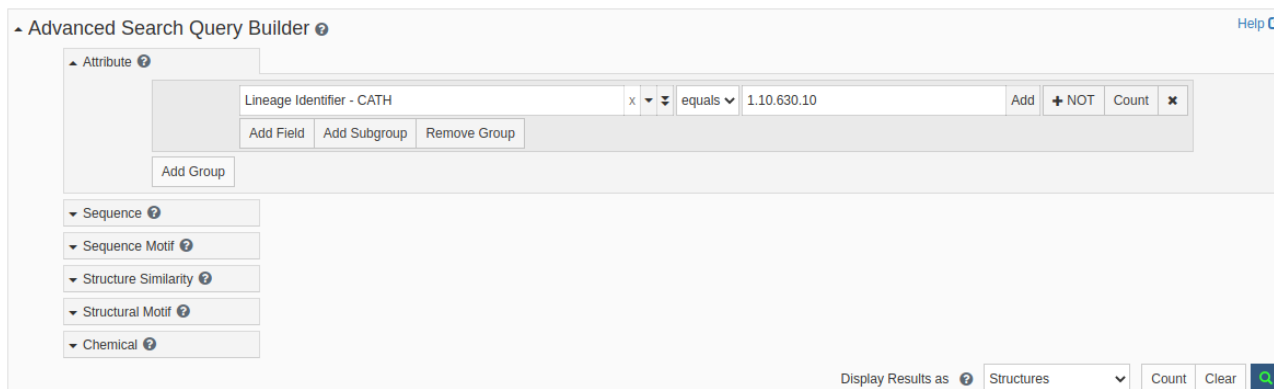 Advanced Search Query Builder
Help
Attribute
Lineage Identifier - CATH x equals 1.10.630.10 Add NOT Count
Add Field Add Subgroup Remove Group
Add Group
Sequence
Sequence Motif
Structure Similarity
Structural Motif
Chemical
Display Results as Structures Count Clear